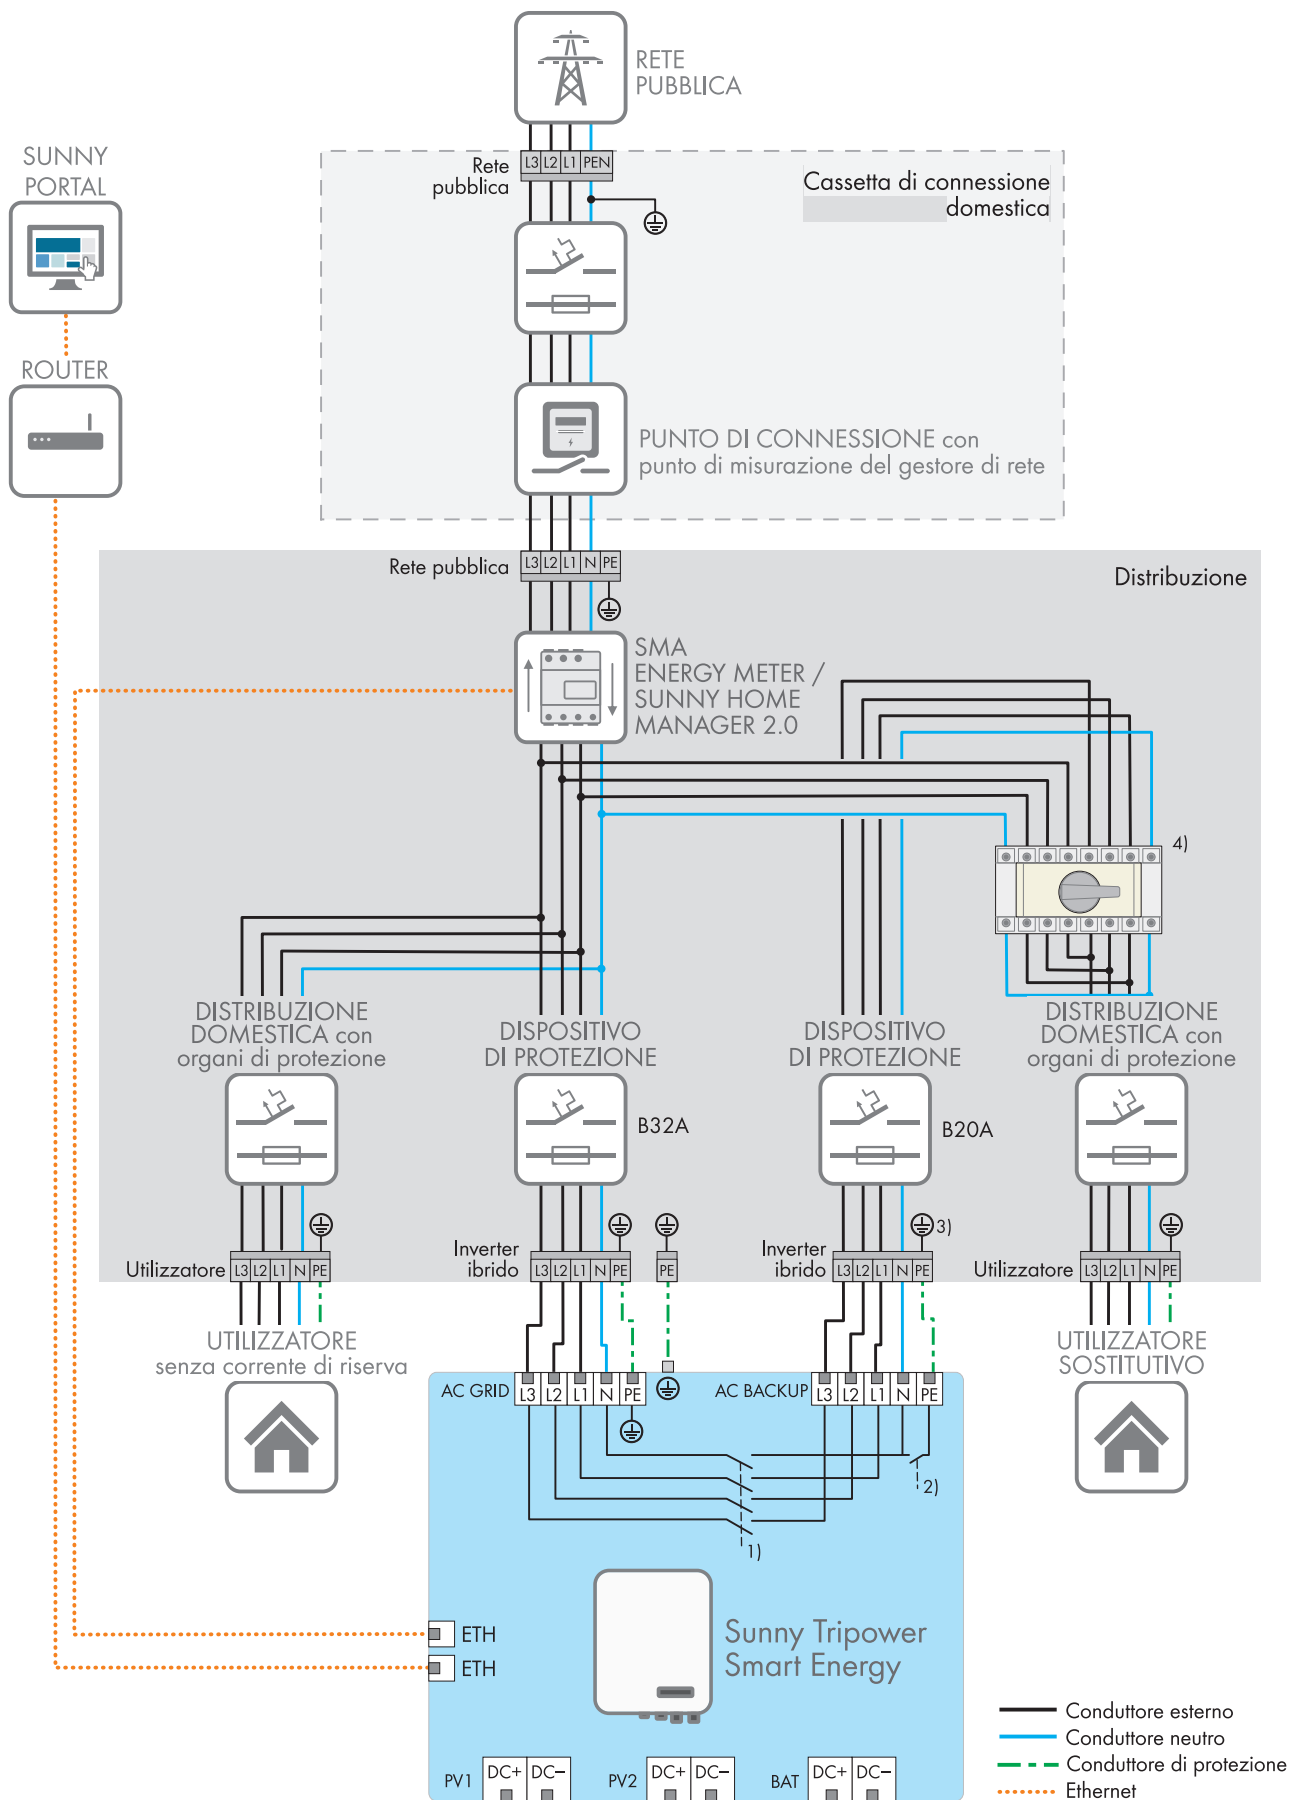 RETE
PUBBLICA
SUNNY
PORTAL
Rete
pubblica
L3 L2 L1 PEN
Cassetta di connessione
domestica
ROUTER
PUNTO DI CONNESSIONE con
punto di misurazione del gestore di rete
Rete pubblica
L3 L2 L1 N PE
Distribuzione
SMA
ENERGY METER /
SUNNY HOME
MANAGER 2.0
4)
DISTRIBUZIONE
DOMESTICA con
organi di protezione
DISPOSITIVO
DI PROTEZIONE
DISPOSITIVO
DI PROTEZIONE
DISTRIBUZIONE
DOMESTICA con
organi di protezione
B32A
B20A
3)
Utilizzatore
L3 L2 L1 N PE
Inverter
ibrido
L3 L2 L1 N PE
PE
Inverter
ibrido
L3 L2 L1 N PE
Utilizzatore
L3 L2 L1 N PE
UTILIZZATORE
senza corrente di riserva
UTILIZZATORE
SOSTITUTIVO
AC GRID
L3 L2 L1 N PE
AC BACKUP
L3 L2 L1 N PE
2)
1)
ETH
ETH
Sunny Tripower
Smart Energy
Conduttore esterno
Conduttore neutro
Conduttore di protezione
Ethernet
PV1
DC+ DC–
PV2
DC+ DC–
BAT
DC+ DC–